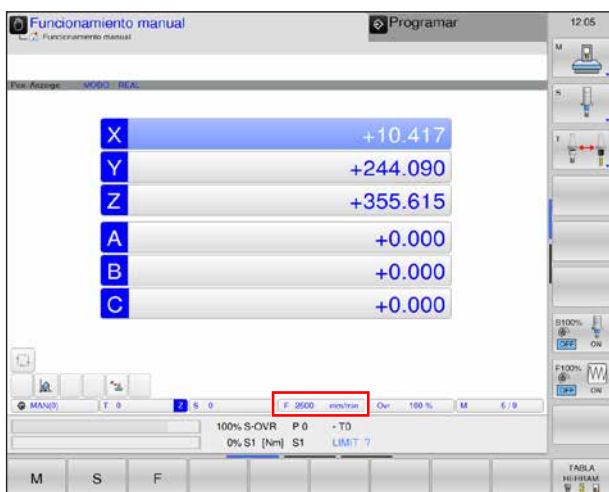 Funcionamiento manual
Programar
12:05
Funcionamiento manual
Pos. Anzeige MODO: REAL
M
S
T
X +10.417
Y +244.090
Z +355.615
A +0.000
B +0.000
C +0.000
S100%
OFF ON
F100%
OFF ON
MAN(0) T 0 Z S 0 F 2500 mm/min Ovr 100 % M 5/9
100% S-OVR P0 -T0
0% S1 [Nm] S1 LIMIT ?
M S F
TABLA
HERRAM